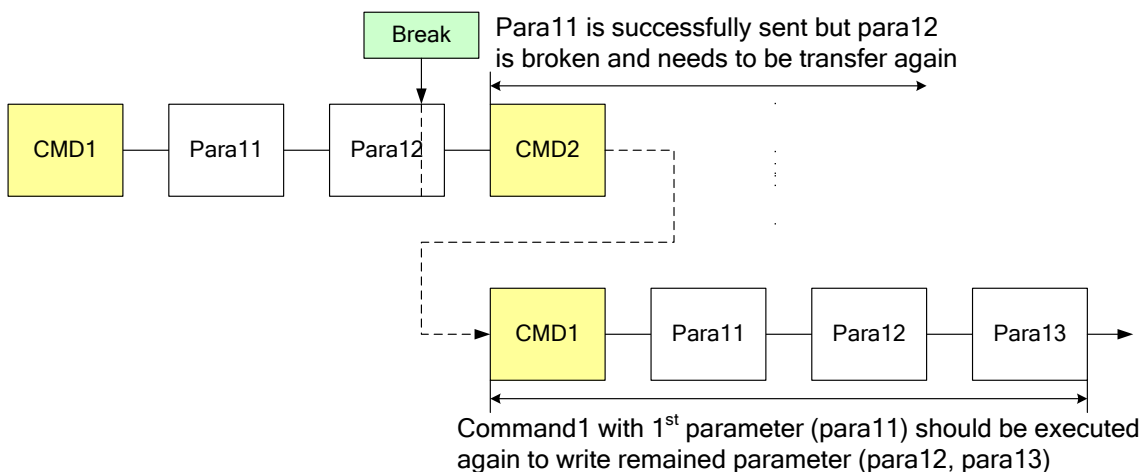 Break
Para11 is successfully sent but para12
is broken and needs to be transfer again
CMD1
Para11
Para12
CMD2
CMD1
Para11
Para12
Para13
Command1 with 1st parameter (para11) should be executed
again to write remained parameter (para12, para13)